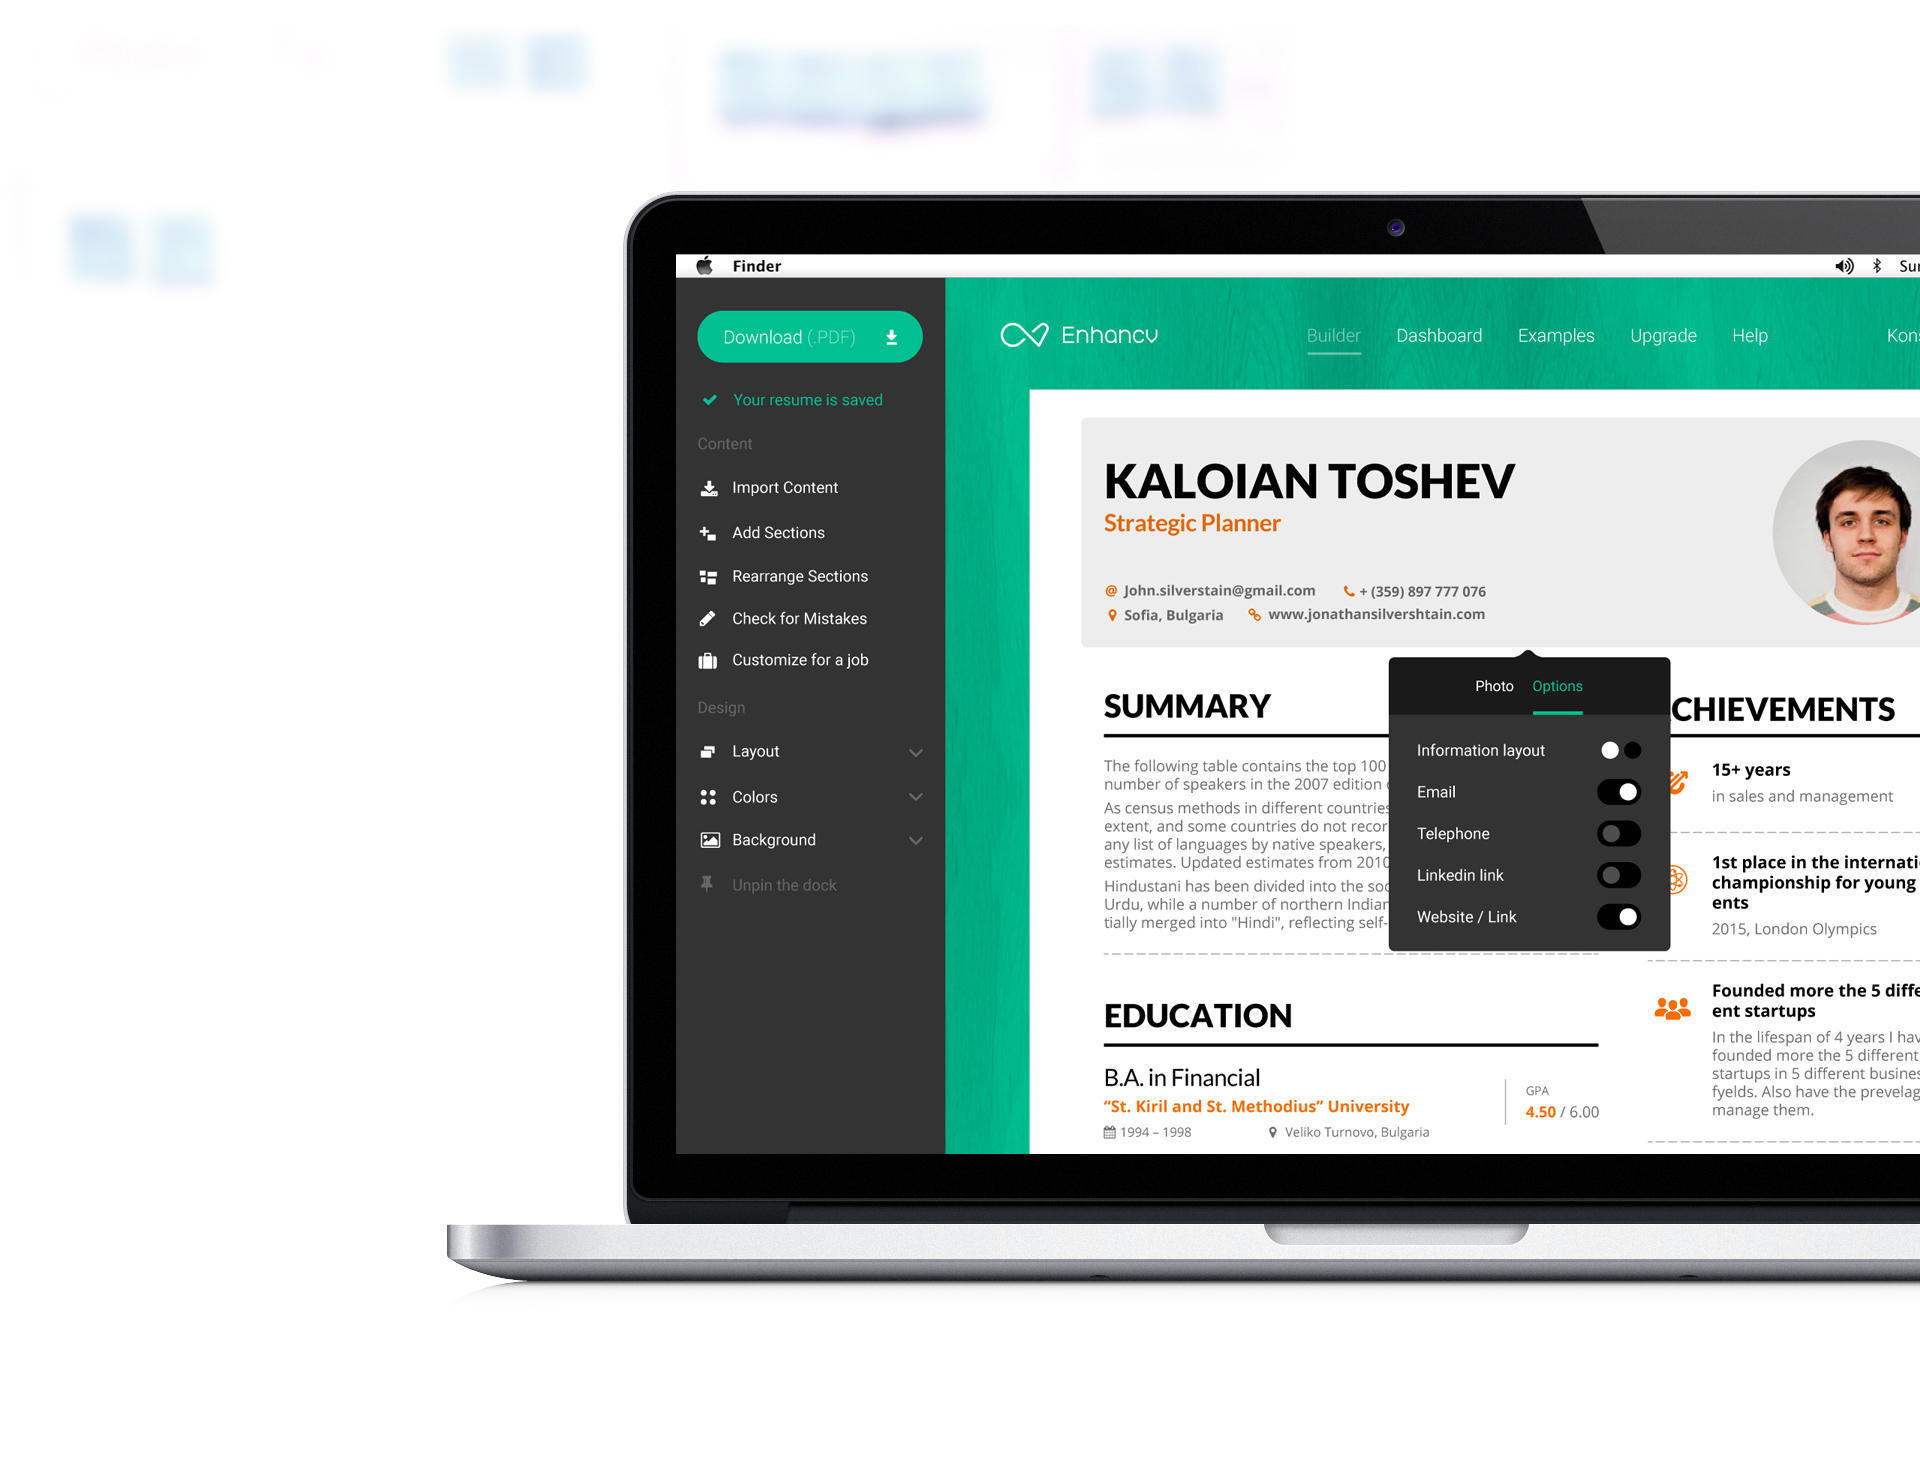 Finder
Sun
Download (.PDF)
Your resume is saved
Content
Import Content
Add Sections
Rearrange Sections
Check for Mistakes
Customize for a job
Design
Layout
Colors
Background
Unpin the dock
Enhancv
Builder Dashboard Examples Upgrade Help Kons
KALOIAN TOSHEV
Strategic Planner
@ John.silverstain@gmail.com + (359) 897 777 076
Sofia, Bulgaria www.jonathansilvershtain.com
SUMMARY
The following table contains the top 100
number of speakers in the 2007 edition
As census methods in different countries
extent, and some countries do not recor
any list of languages by native speakers,
estimates. Updated estimates from 2010
Hindustani has been divided into the soc
Urdu, while a number of northern Indian
tially merged into "Hindi", reflecting self-
Photo Options
Information layout
Email
Telephone
Linkedin link
Website / Link
EDUCATION
B.A. in Financial
“St. Kiril and St. Methodius” University
1994 – 1998 Veliko Turnovo, Bulgaria
GPA
4.50 / 6.00
CHIEVEMENTS
15+ years
in sales and management
1st place in the internati
championship for young
ents
2015, London Olympics
Founded more the 5 diffe
ent startups
In the lifespan of 4 years I hav
founded more the 5 different
startups in 5 different busines
fyelds. Also have the prevelag
manage them.